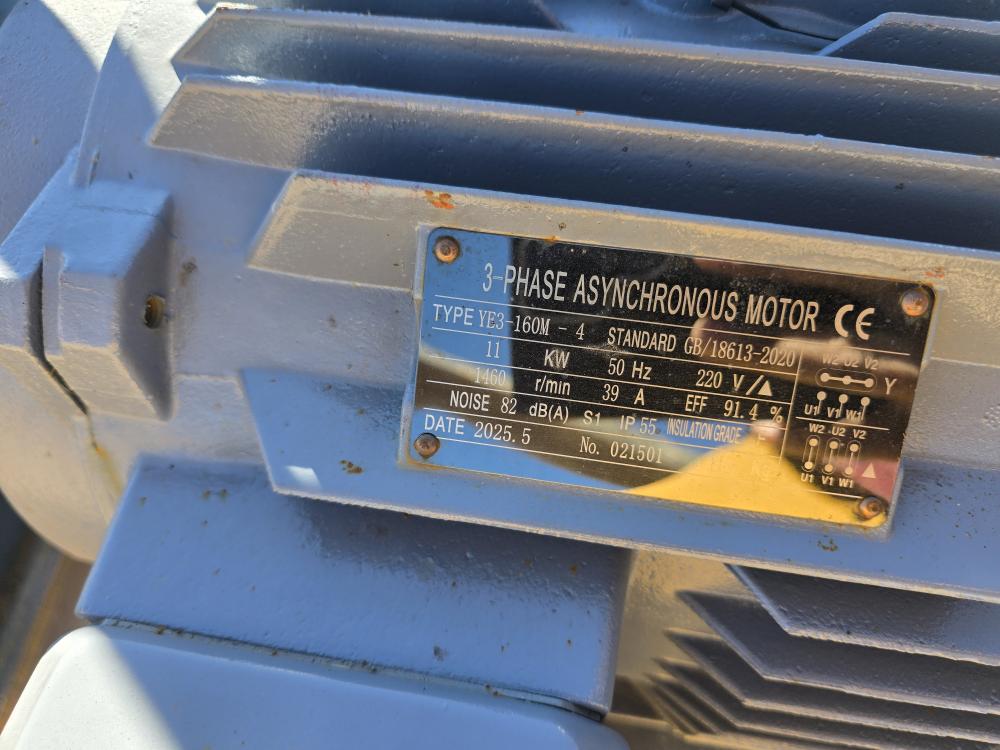 3-PHASE ASYNCHRONOUS MOTOR CE
TYPE YE3-160M - 4 STANDARD GB/18613-2020
11 KW 50 Hz 220 V/△
1460 r/min 39 A EFF 91.4 %
NOISE 82 dB(A) S1 IP 55 INSULATION GRADE F
DATE 2025.5 No. 021501 Kg
W2 U2 V2
Y
U1 V1 W1
W2 U2 V2
△
U1 V1 W1